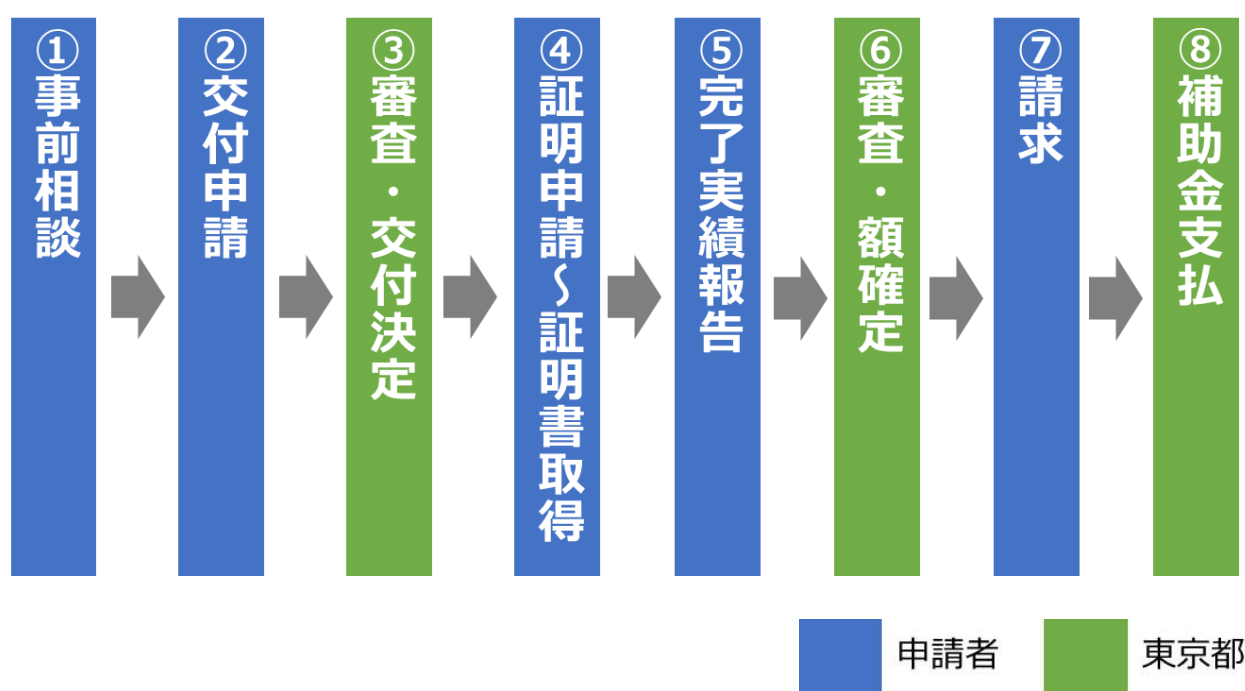 ①事前相談
②交付申請
③審査・交付決定
④証明申請～証明書取得
⑤完了実績報告
⑥審査・額確定
⑦請求
⑧補助金支払
申請者
東京都